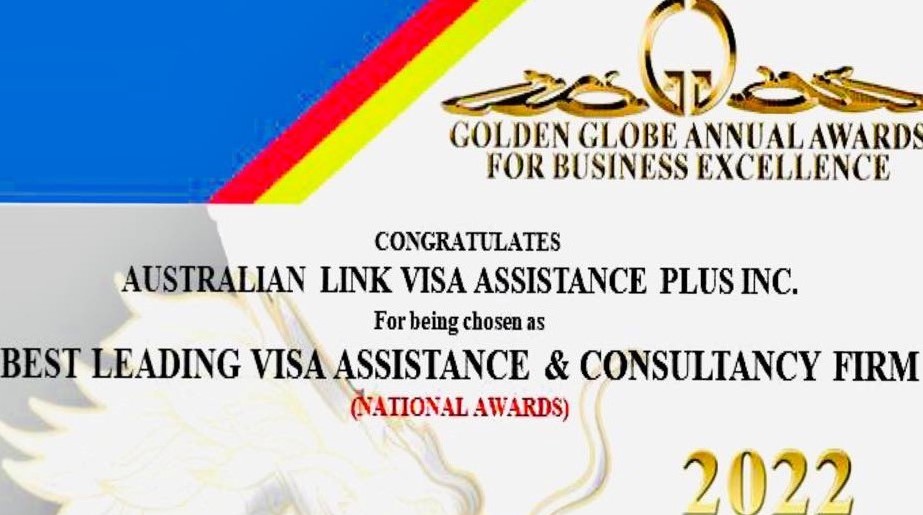 GOLDEN GLOBE ANNUAL AWARDS
FOR BUSINESS EXCELLENCE
CONGRATULATES
AUSTRALIAN LINK VISA ASSISTANCE PLUS INC.
For being chosen as
BEST LEADING VISA ASSISTANCE & CONSULTANCY FIRM
(NATIONAL AWARDS)
2022